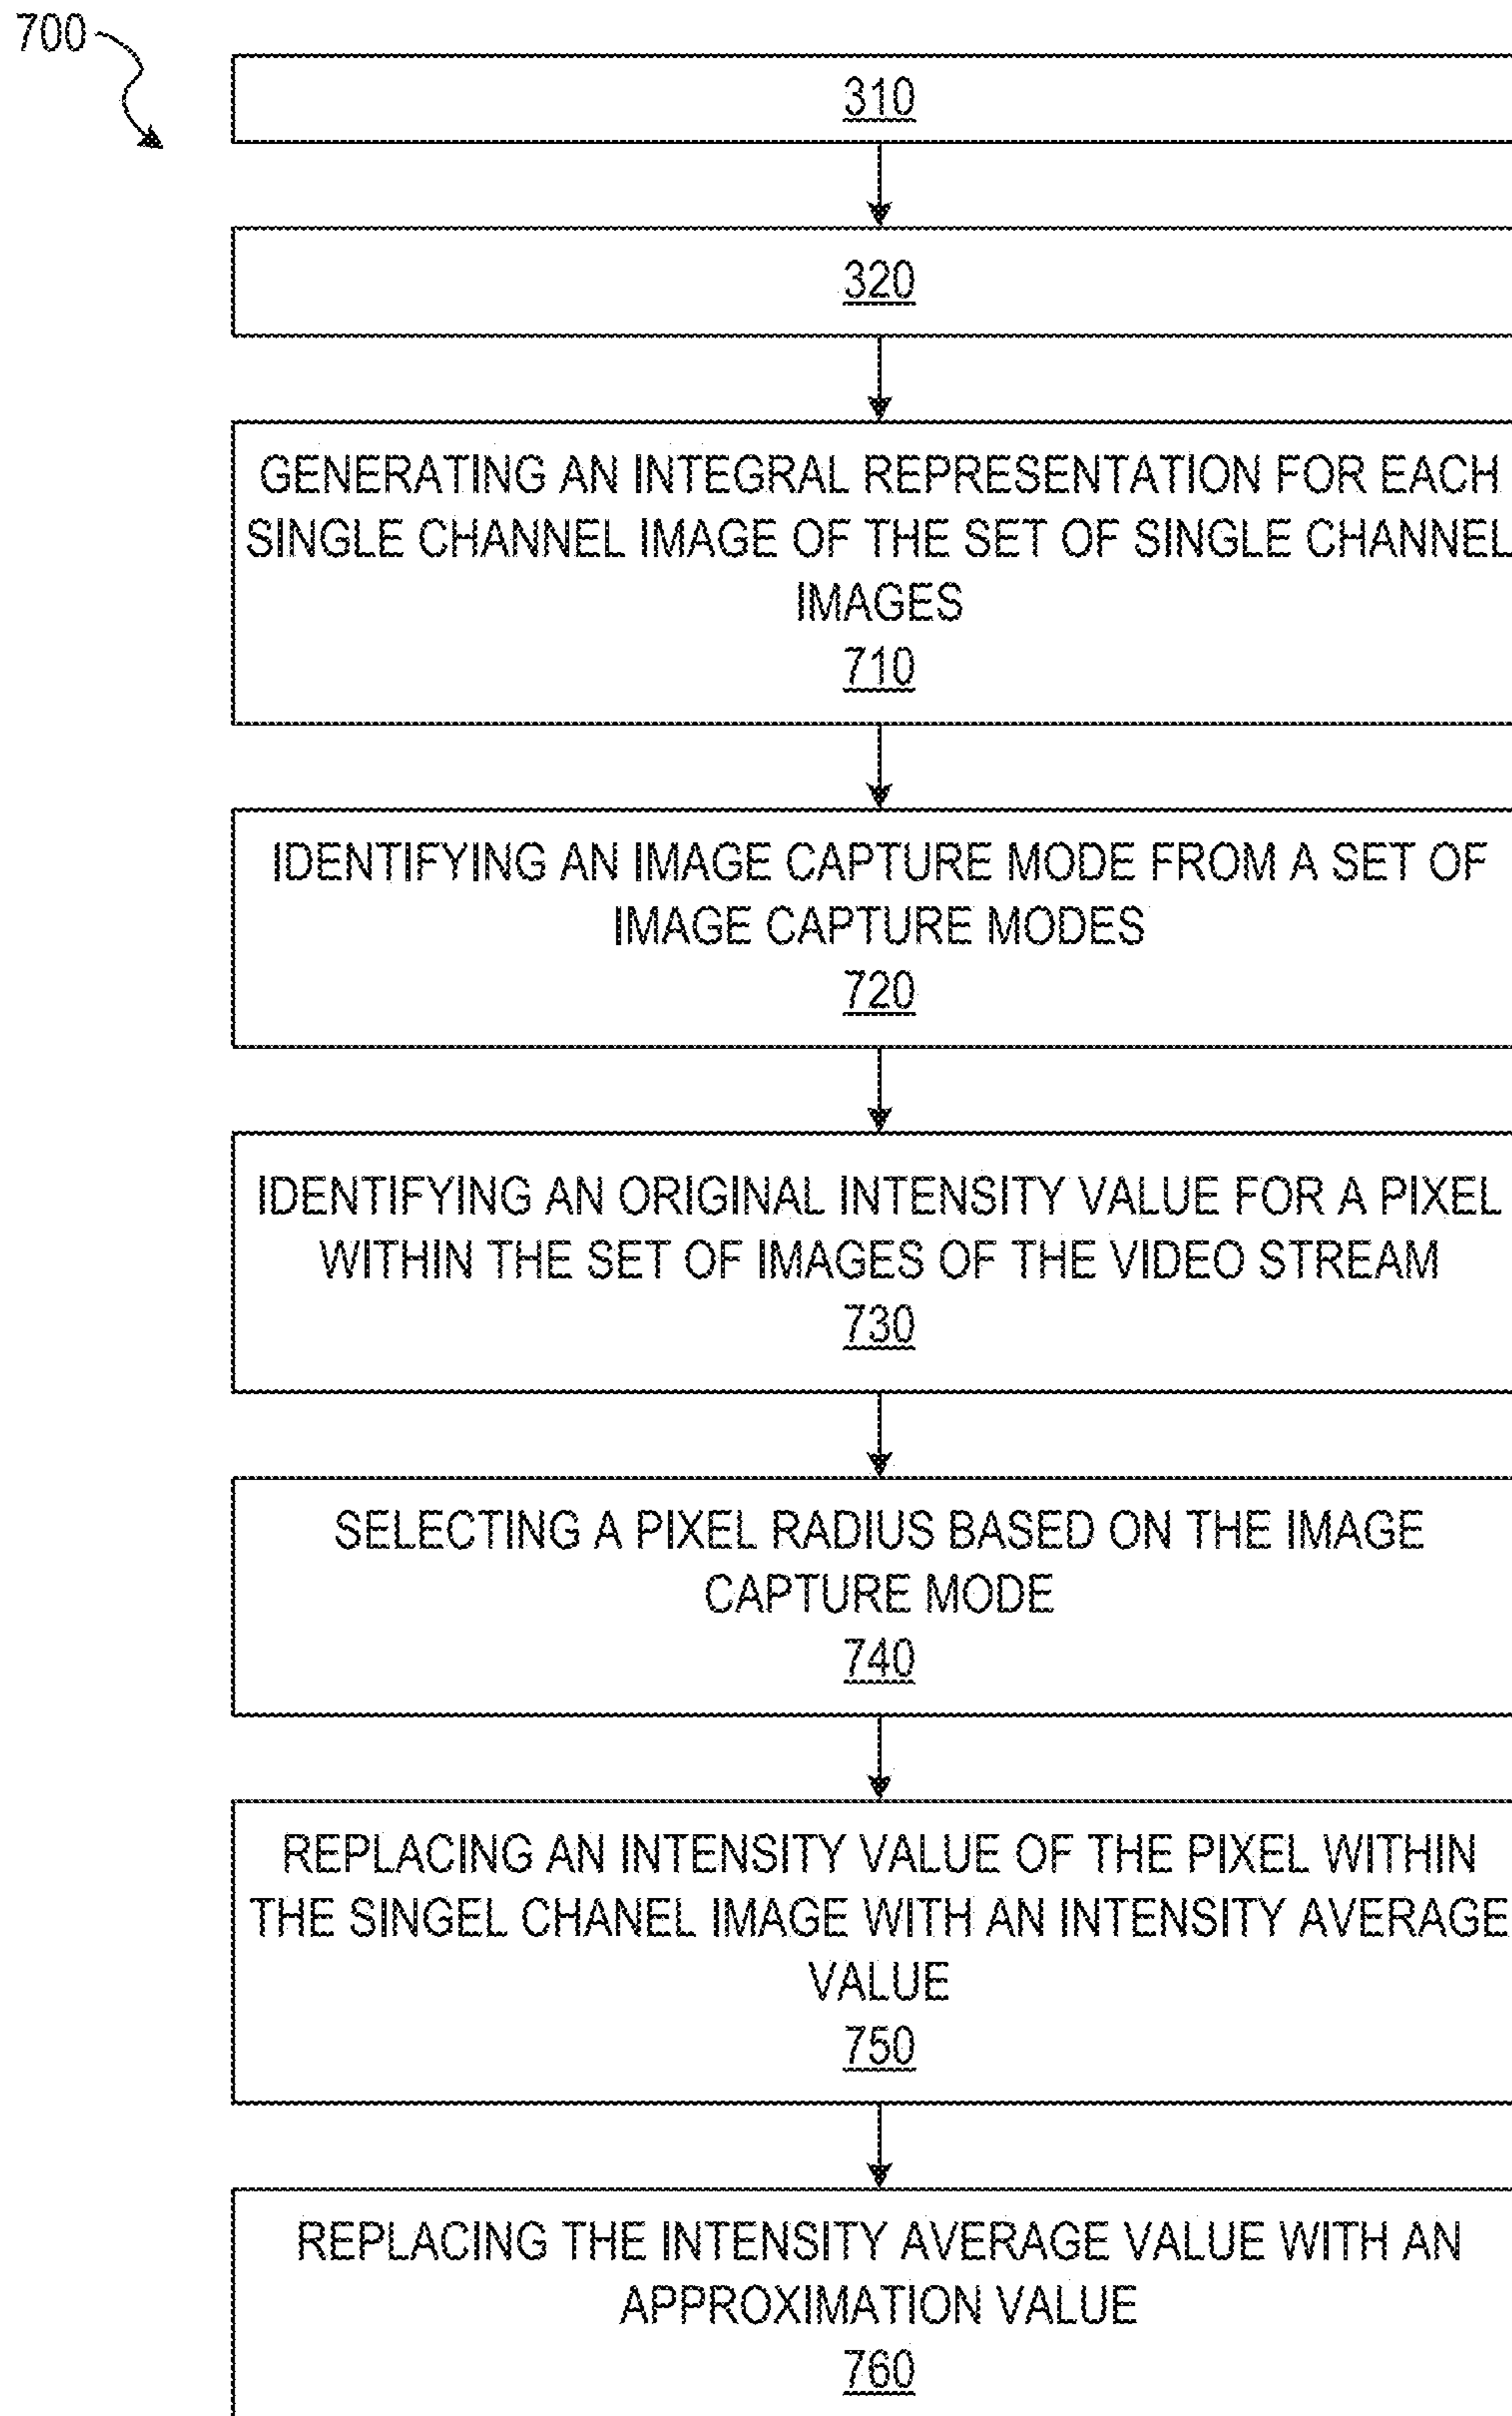 700
310
320
GENERATING AN INTEGRAL REPRESENTATION FOR EACH
SINGLE CHANNEL IMAGE OF THE SET OF SINGLE CHANNEL
IMAGES
710
IDENTIFYING AN IMAGE CAPTURE MODE FROM A SET OF
IMAGE CAPTURE MODES
720
IDENTIFYING AN ORIGINAL INTENSITY VALUE FOR A PIXEL
WITHIN THE SET OF IMAGES OF THE VIDEO STREAM
730
SELECTING A PIXEL RADIUS BASED ON THE IMAGE
CAPTURE MODE
740
REPLACING AN INTENSITY VALUE OF THE PIXEL WITHIN
THE SINGEL CHANEL IMAGE WITH AN INTENSITY AVERAGE
VALUE
750
REPLACING THE INTENSITY AVERAGE VALUE WITH AN
APPROXIMATION VALUE
760